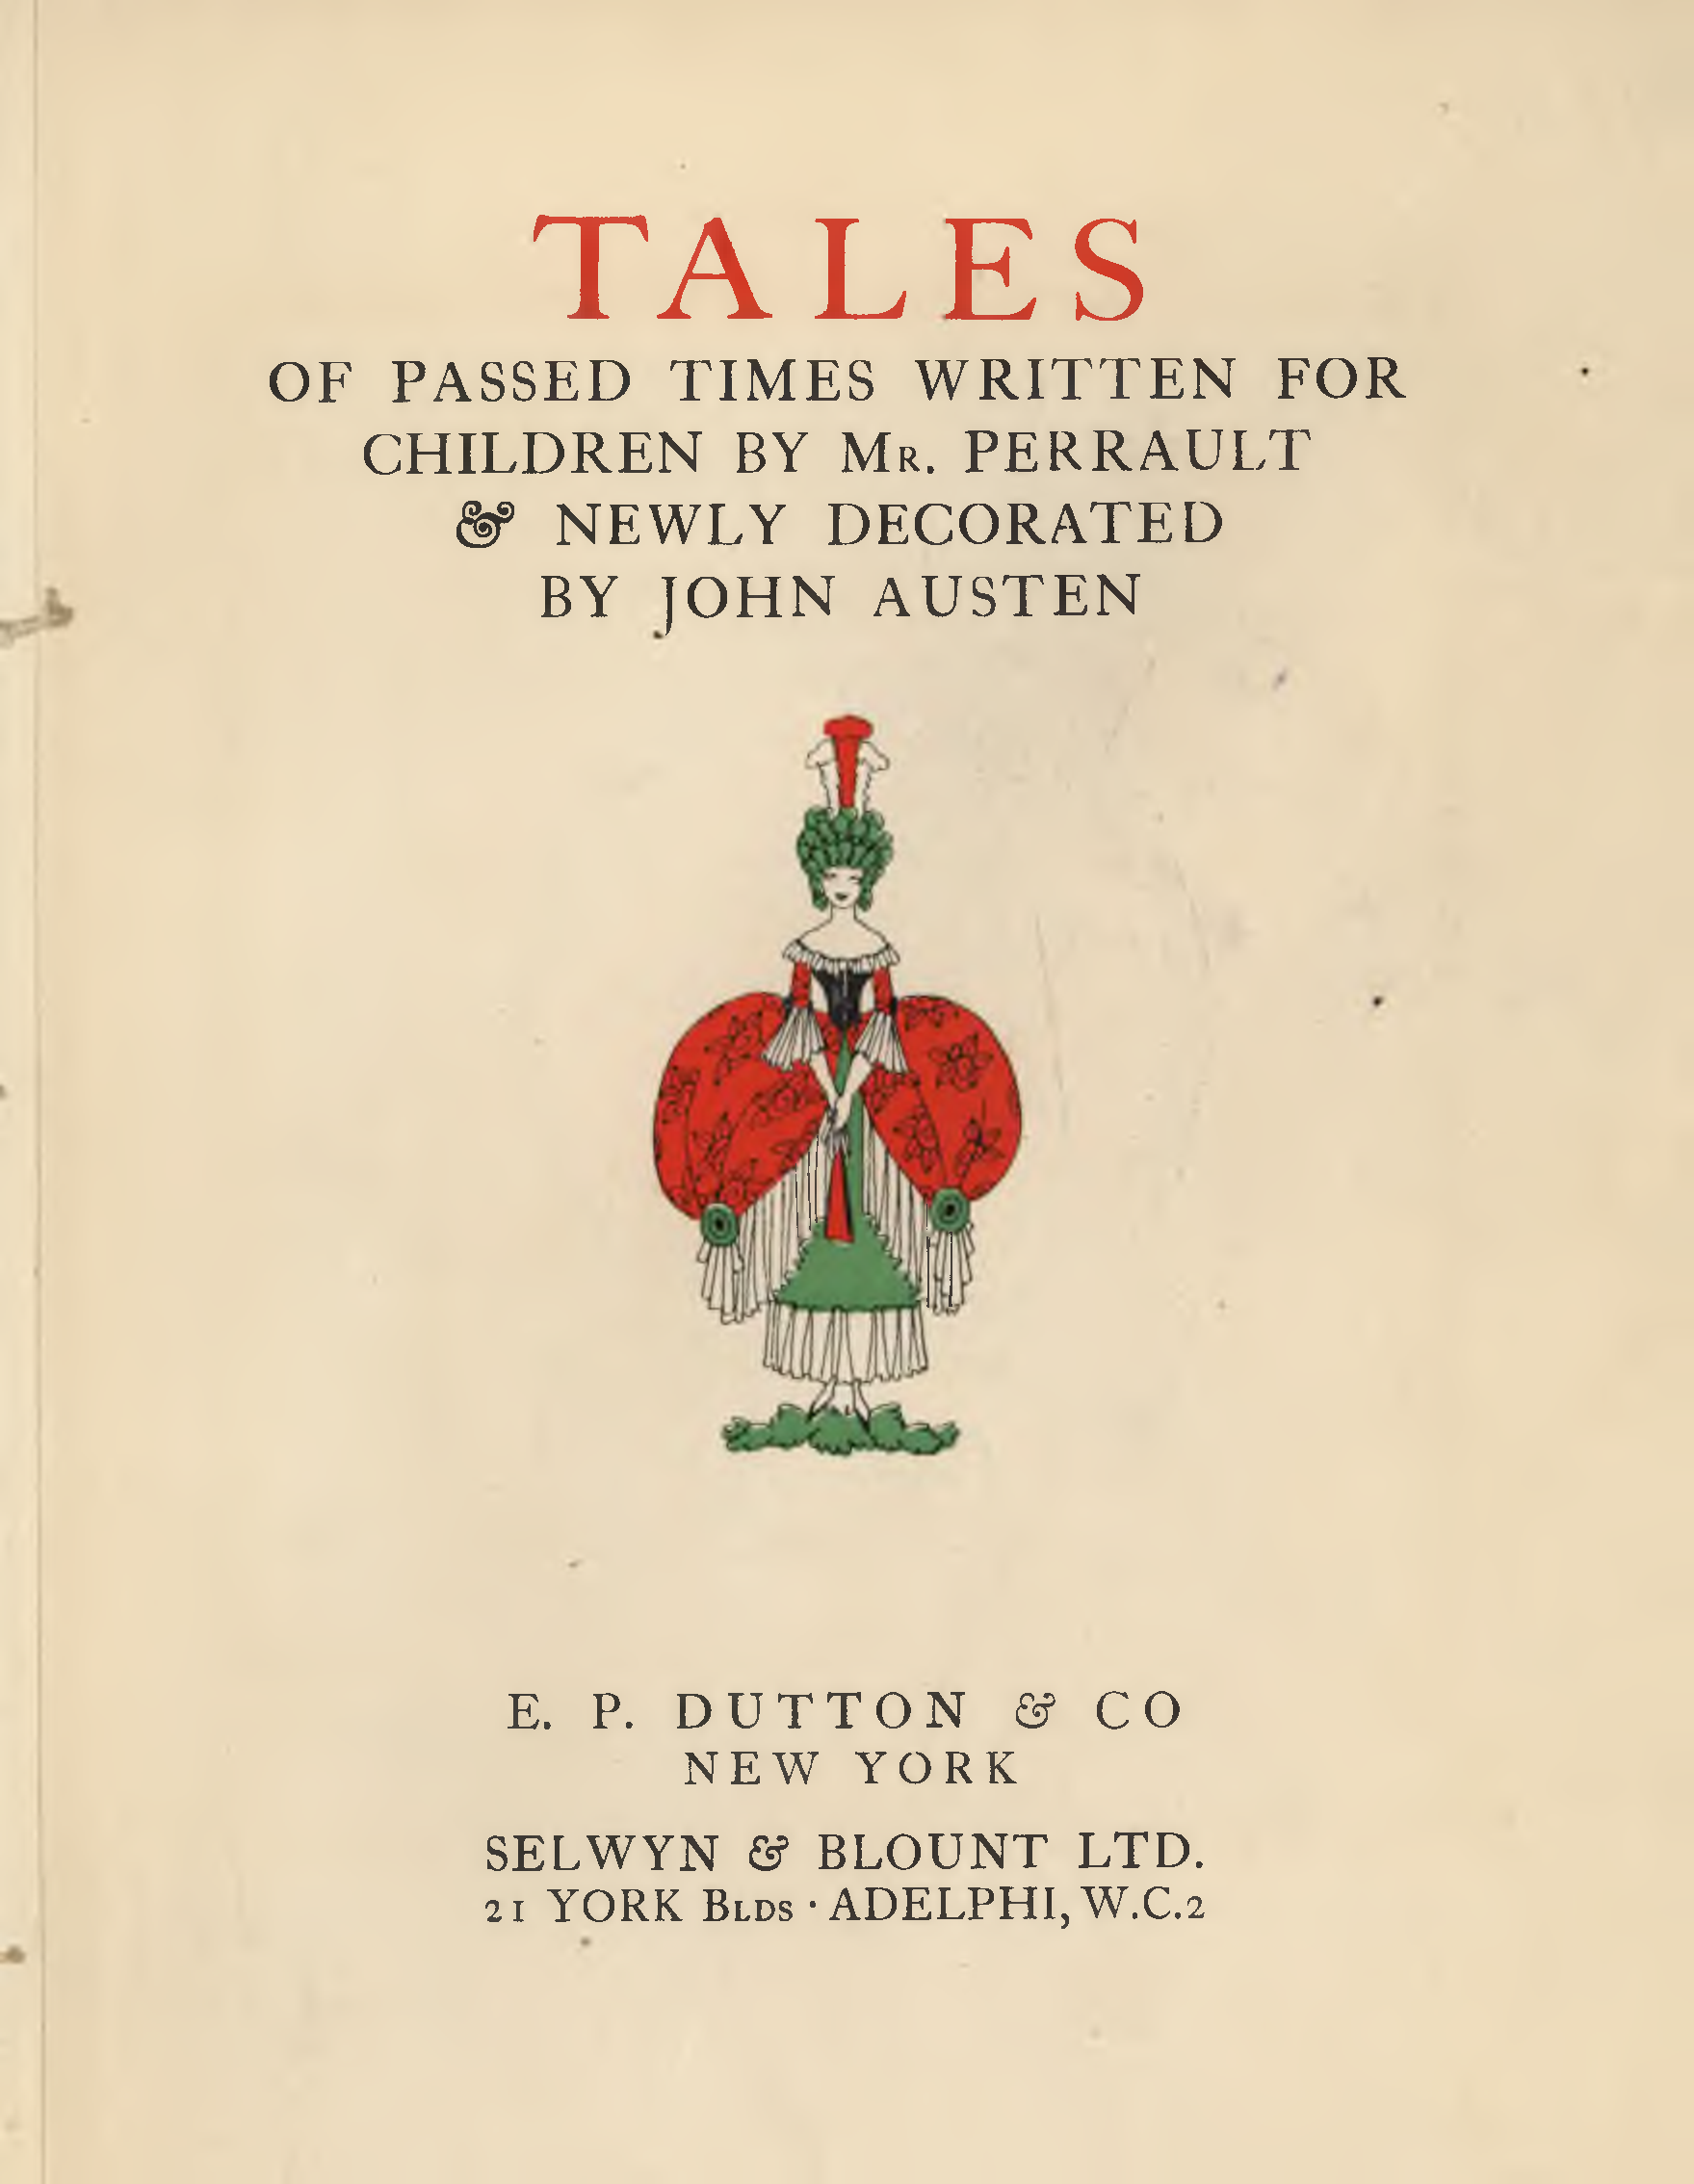 TALES
OF PASSED TIMES WRITTEN FOR
CHILDREN BY MR. PERRAULT
& NEWLY DECORATED
BY JOHN AUSTEN
E. P. DUTTON & CO
NEW YORK
SELWYN & BLOUNT LTD.
21 YORK BLDS · ADELPHI, W.C.2